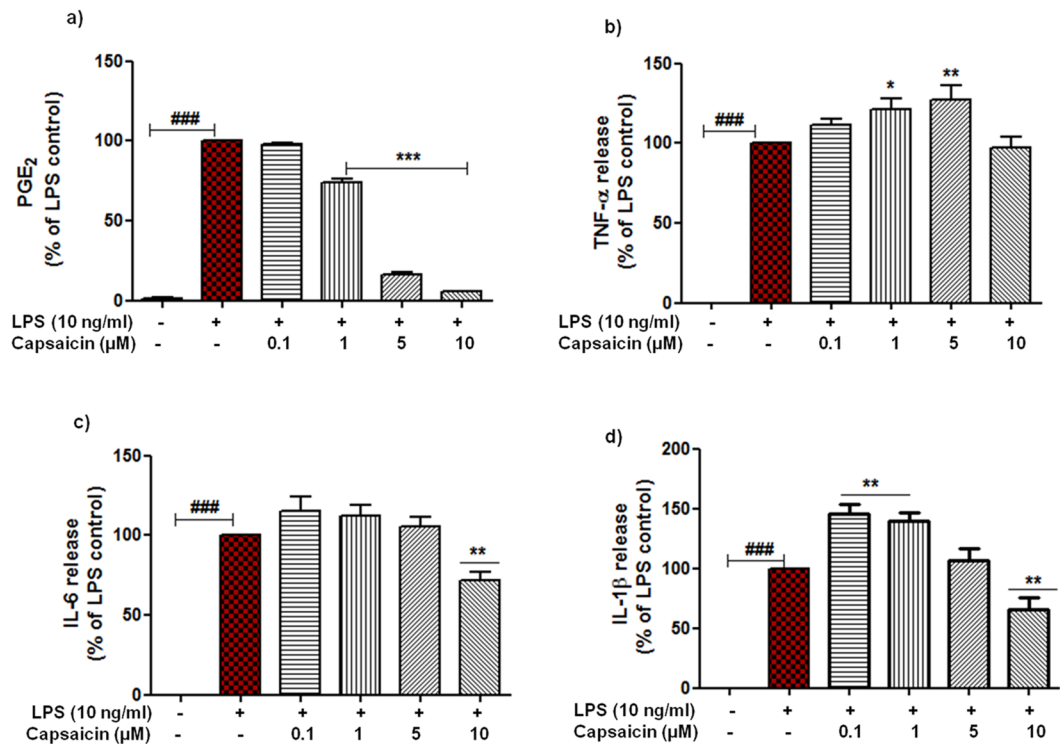 a)
PGE2
(% of LPS control)
150
100
50
0
###
***
LPS (10 ng/ml) - + + + + +
Capsaicin (µM) - - 0.1 1 5 10
b)
TNF-α release
(% of LPS control)
150
100
50
0
###
*
**
LPS (10 ng/ml) - + + + + +
Capsaicin (µM) - - 0.1 1 5 10
c)
IL-6 release
(% of LPS control)
150
100
50
0
###
**
LPS (10 ng/ml) - + + + + +
Capsaicin (µM) - - 0.1 1 5 10
d)
IL-1β release
(% of LPS control)
200
150
100
50
0
###
**
**
LPS (10 ng/ml) - + + + + +
Capsaicin (µM) - - 0.1 1 5 10